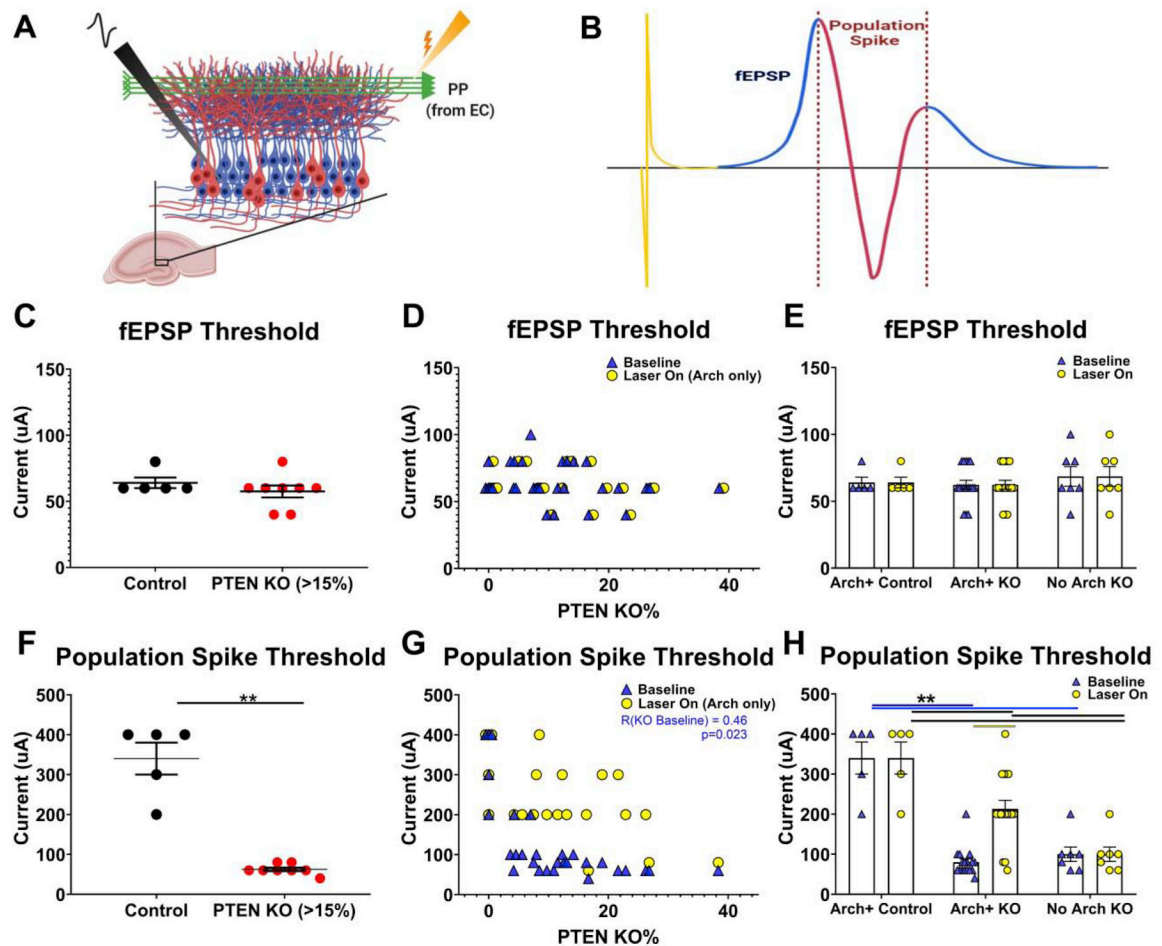 A
PP
(from EC)
B
Population
Spike
fEPSP
C
fEPSP Threshold
Current (uA)
150
100
50
0
Control
PTEN KO (>15%)
D
fEPSP Threshold
Baseline
Laser On (Arch only)
Current (uA)
150
100
50
0
0
20
40
PTEN KO%
E
fEPSP Threshold
Baseline
Laser On
Current (uA)
150
100
50
0
Arch+ Control
Arch+ KO
No Arch KO
F
Population Spike Threshold
**
Current (uA)
500
400
300
200
100
0
Control
PTEN KO (>15%)
G
Population Spike Threshold
Baseline
Laser On (Arch only)
R(KO Baseline) = 0.46
p=0.023
Current (uA)
500
400
300
200
100
0
0
20
40
PTEN KO%
H
Population Spike Threshold
Baseline
Laser On
**
Current (uA)
500
400
300
200
100
0
Arch+ Control
Arch+ KO
No Arch KO